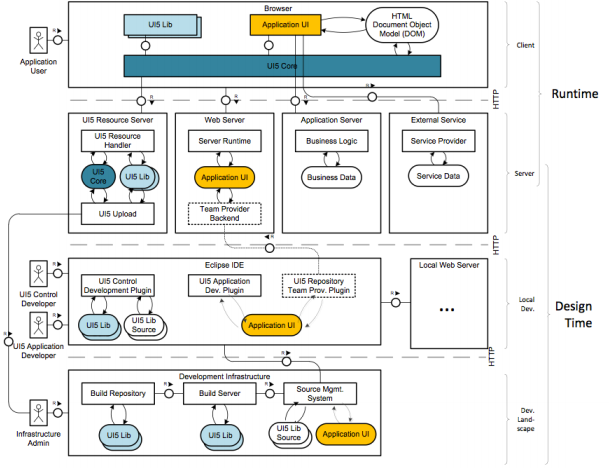 Browser
UI5 Lib
Application UI
HTML
Document Object
Model (DOM)
Client
R
Application
User
UI5 Core
R
R
R
R
HTTP
Runtime
UI5 Resource Server
Web Server
Application Server
External Service
UI5 Resource
Handler
Server Runtime
Business Logic
Service Provider
UI5
Core
UI5
Lib
Application UI
Business Data
Service Data
Server
UI5 Upload
Team Provider
Backend
R
HTTP
Eclipse IDE
Local Web Server
R
UI5 Control
Developer
UI5 Control
Development Plugin
UI5 Application
Dev. Plugin
UI5 Repository
Team Prov. Plugin
R
...
Local
Dev.
Design
Time
R
UI5 Lib
UI5 Lib
Source
Application UI
R
UI5 Application
Developer
R
HTTP
Development Infrastructure
Build Repository
R
Build Server
R
Source Mgmt.
System
R
Infrastructure
Admin
UI5 Lib
UI5 Lib
UI5 Lib
Source
Application UI
Dev.
Land-
scape